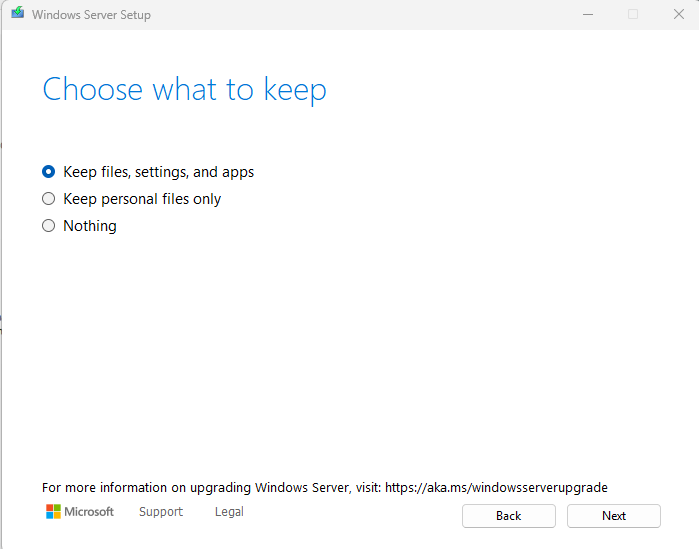 Windows Server Setup
Choose what to keep
Keep files, settings, and apps
Keep personal files only
Nothing
For more information on upgrading Windows Server, visit: https://aka.ms/windowsserverupgrade
Microsoft Support Legal Back Next